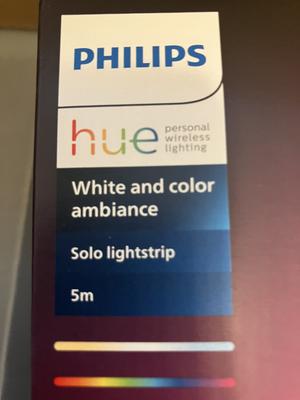 PHILIPS
hue personal
wireless
lighting
White and color
ambiance
Solo lightstrip
5m